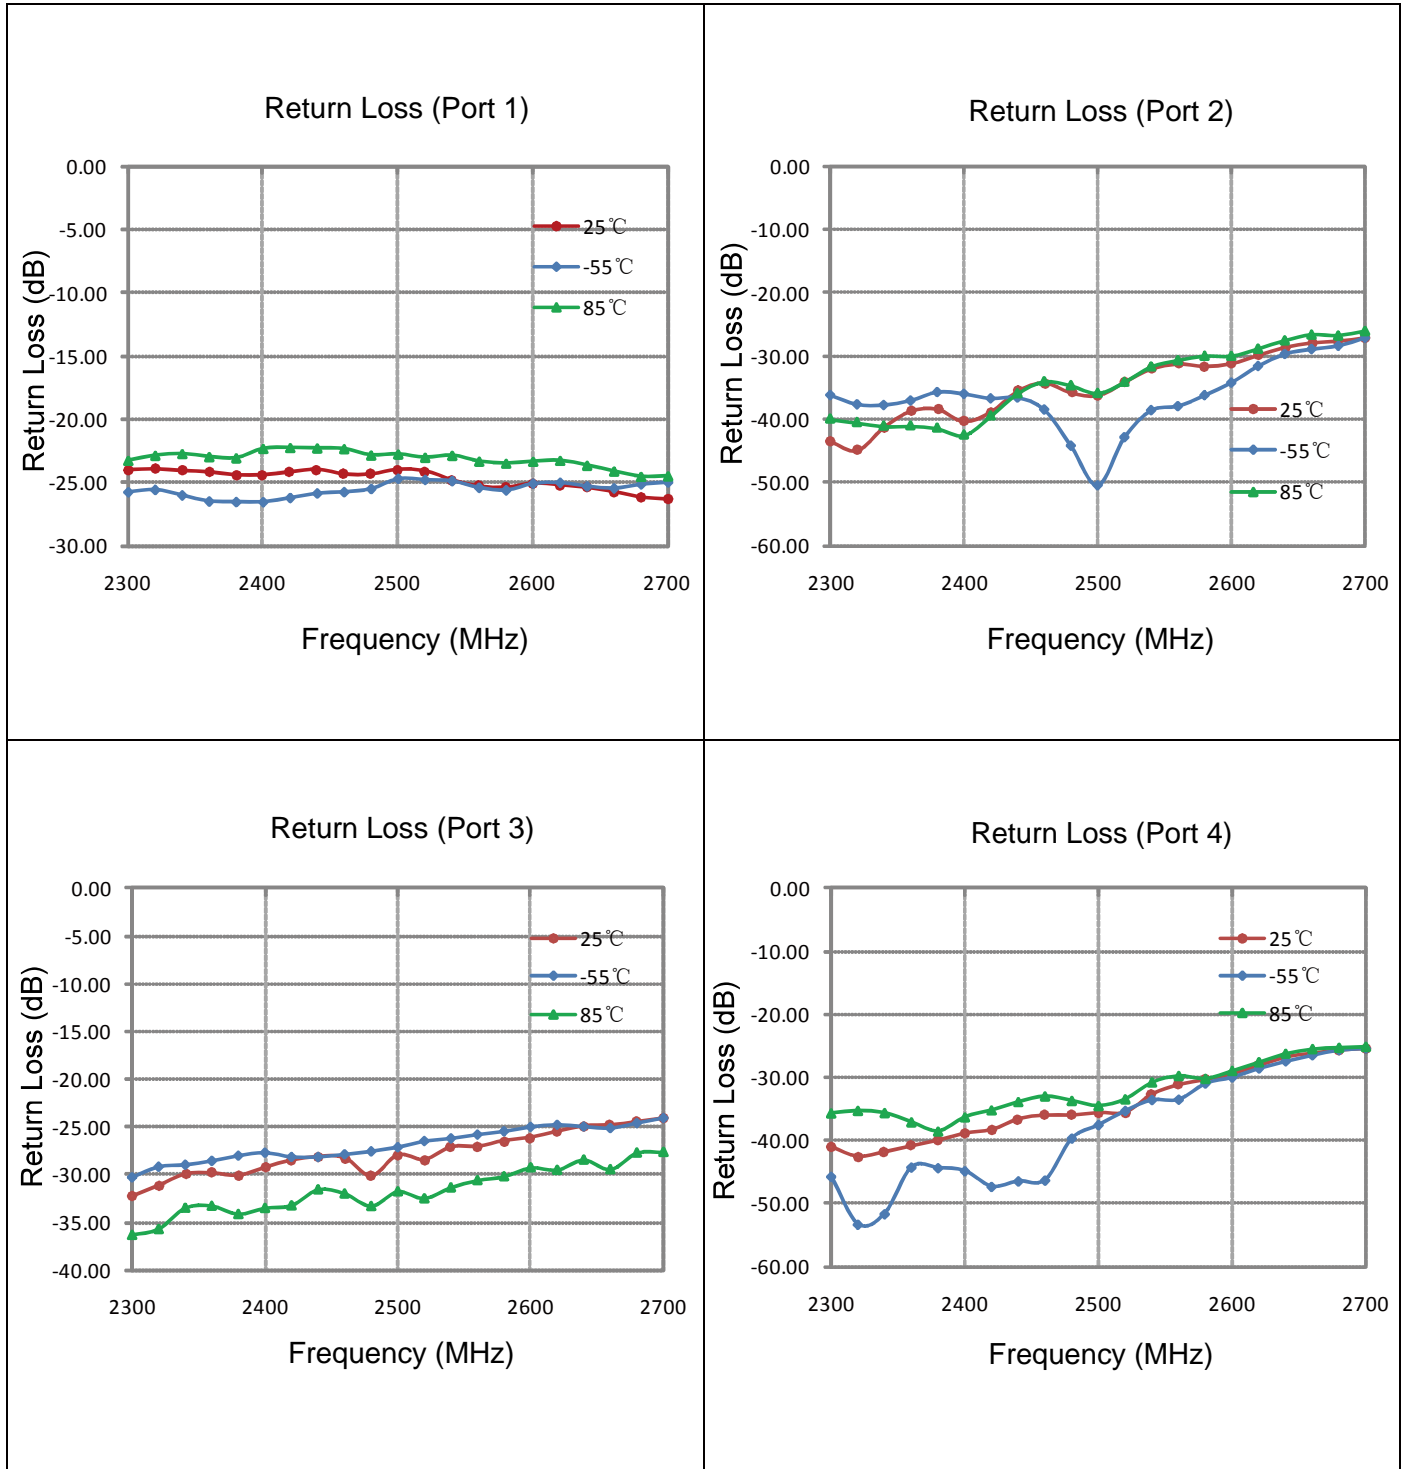 Return Loss (Port 1)
0.00
-5.00
-10.00
-15.00
-20.00
-25.00
-30.00
Return Loss (dB)
25℃
-55℃
85℃
2300 2400 2500 2600 2700
Frequency (MHz)
Return Loss (Port 2)
0.00
-10.00
-20.00
-30.00
-40.00
-50.00
-60.00
Return Loss (dB)
25℃
-55℃
85℃
2300 2400 2500 2600 2700
Frequency (MHz)
Return Loss (Port 3)
0.00
-5.00
-10.00
-15.00
-20.00
-25.00
-30.00
-35.00
-40.00
Return Loss (dB)
25℃
-55℃
85℃
2300 2400 2500 2600 2700
Frequency (MHz)
Return Loss (Port 4)
0.00
-10.00
-20.00
-30.00
-40.00
-50.00
-60.00
Return Loss (dB)
25℃
-55℃
85℃
2300 2400 2500 2600 2700
Frequency (MHz)